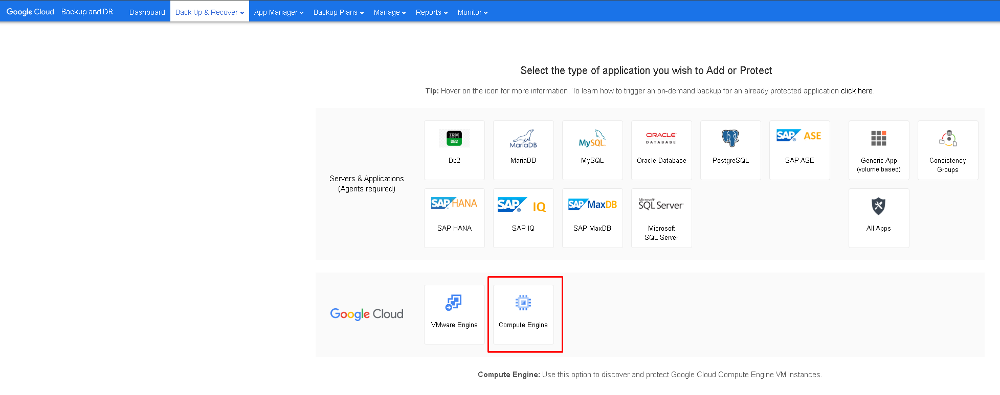 Google Cloud Backup and DR Dashboard Back Up & Recover App Manager Backup Plans Manage Reports Monitor
Select the type of application you wish to Add or Protect
Tip: Hover on the icon for more information. To learn how to trigger an on-demand backup for an already protected application click here.
Servers & Applications
(Agents required)
IBM
DB2
Db2
MariaDB
MariaDB
MySQL
MySQL
ORACLE
DATABASE
Oracle Database
PostgreSQL
SAP ASE
SAP ASE
Generic App
(volume based)
Consistency
Groups
SAP HANA
SAP HANA
SAP IQ
SAP IQ
SAP MaxDB
SAP MaxDB
Microsoft
SQL Server
Microsoft
SQL Server
All Apps
Google Cloud
VMware Engine
Compute Engine
Compute Engine: Use this option to discover and protect Google Cloud Compute Engine VM Instances.